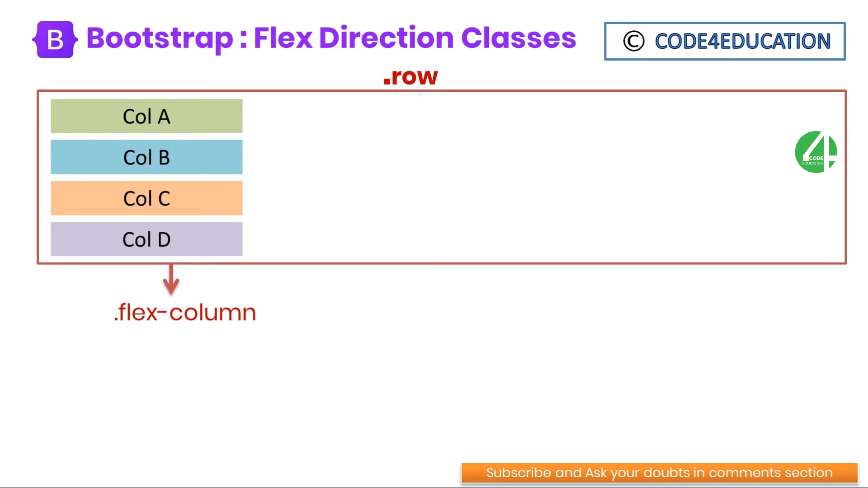 B Bootstrap : Flex Direction Classes
© CODE4EDUCATION
.row
Col A
Col B
Col C
Col D
4
CODE
.flex-column
Subscribe and Ask your doubts in comments section